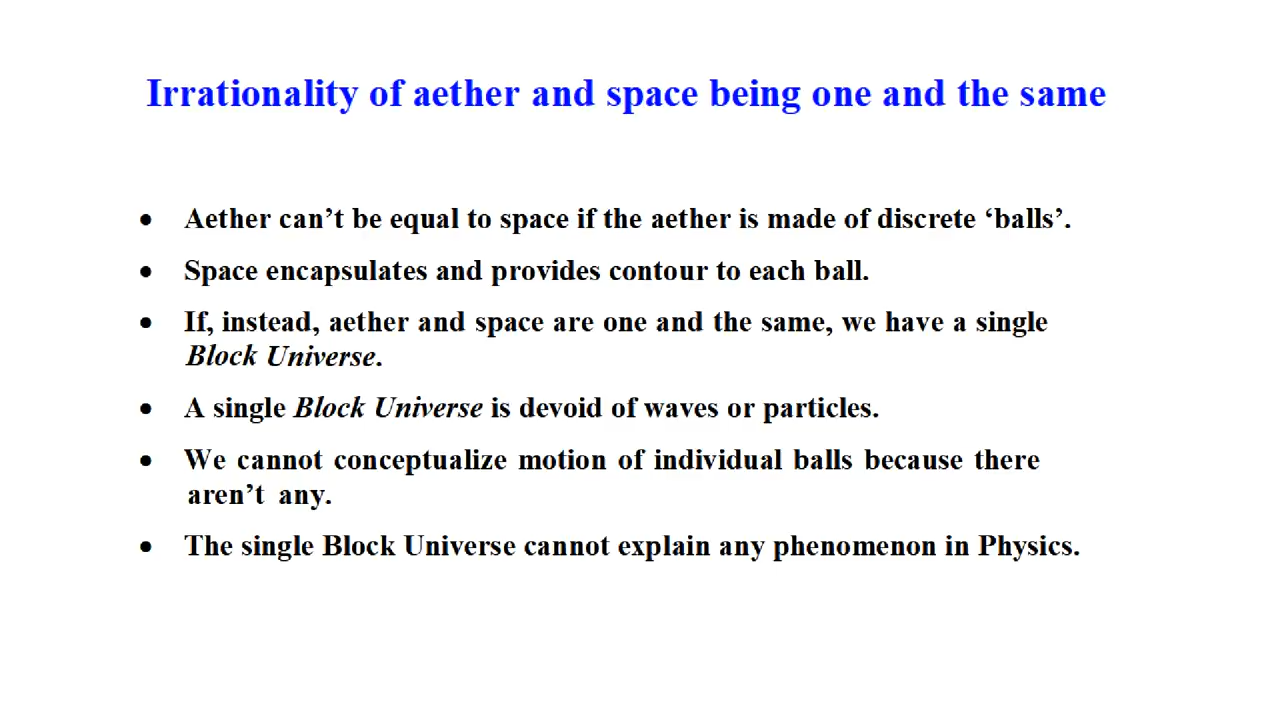 Irrationality of aether and space being one and the same
• Aether can’t be equal to space if the aether is made of discrete ‘balls’.
• Space encapsulates and provides contour to each ball.
• If, instead, aether and space are one and the same, we have a single
Block Universe.
• A single Block Universe is devoid of waves or particles.
• We cannot conceptualize motion of individual balls because there
aren’t any.
• The single Block Universe cannot explain any phenomenon in Physics.